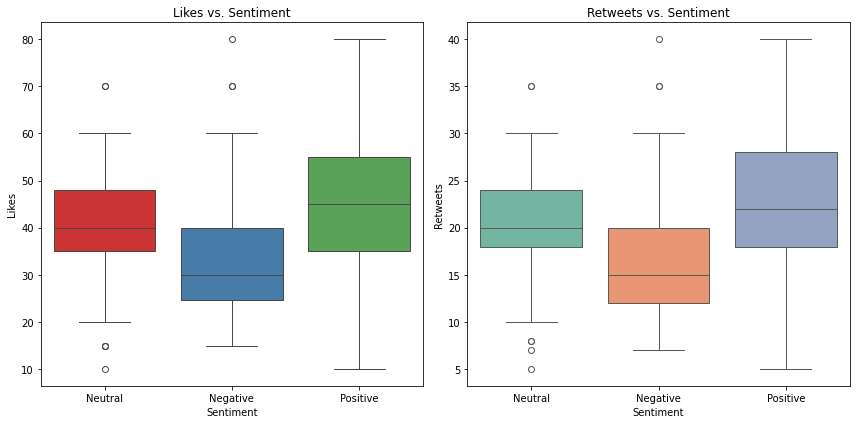 Likes vs. Sentiment
80
70
60
50
40
30
20
10
Likes
Neutral
Negative
Positive
Sentiment
Retweets vs. Sentiment
40
35
30
25
20
15
10
5
Retweets
Neutral
Negative
Positive
Sentiment